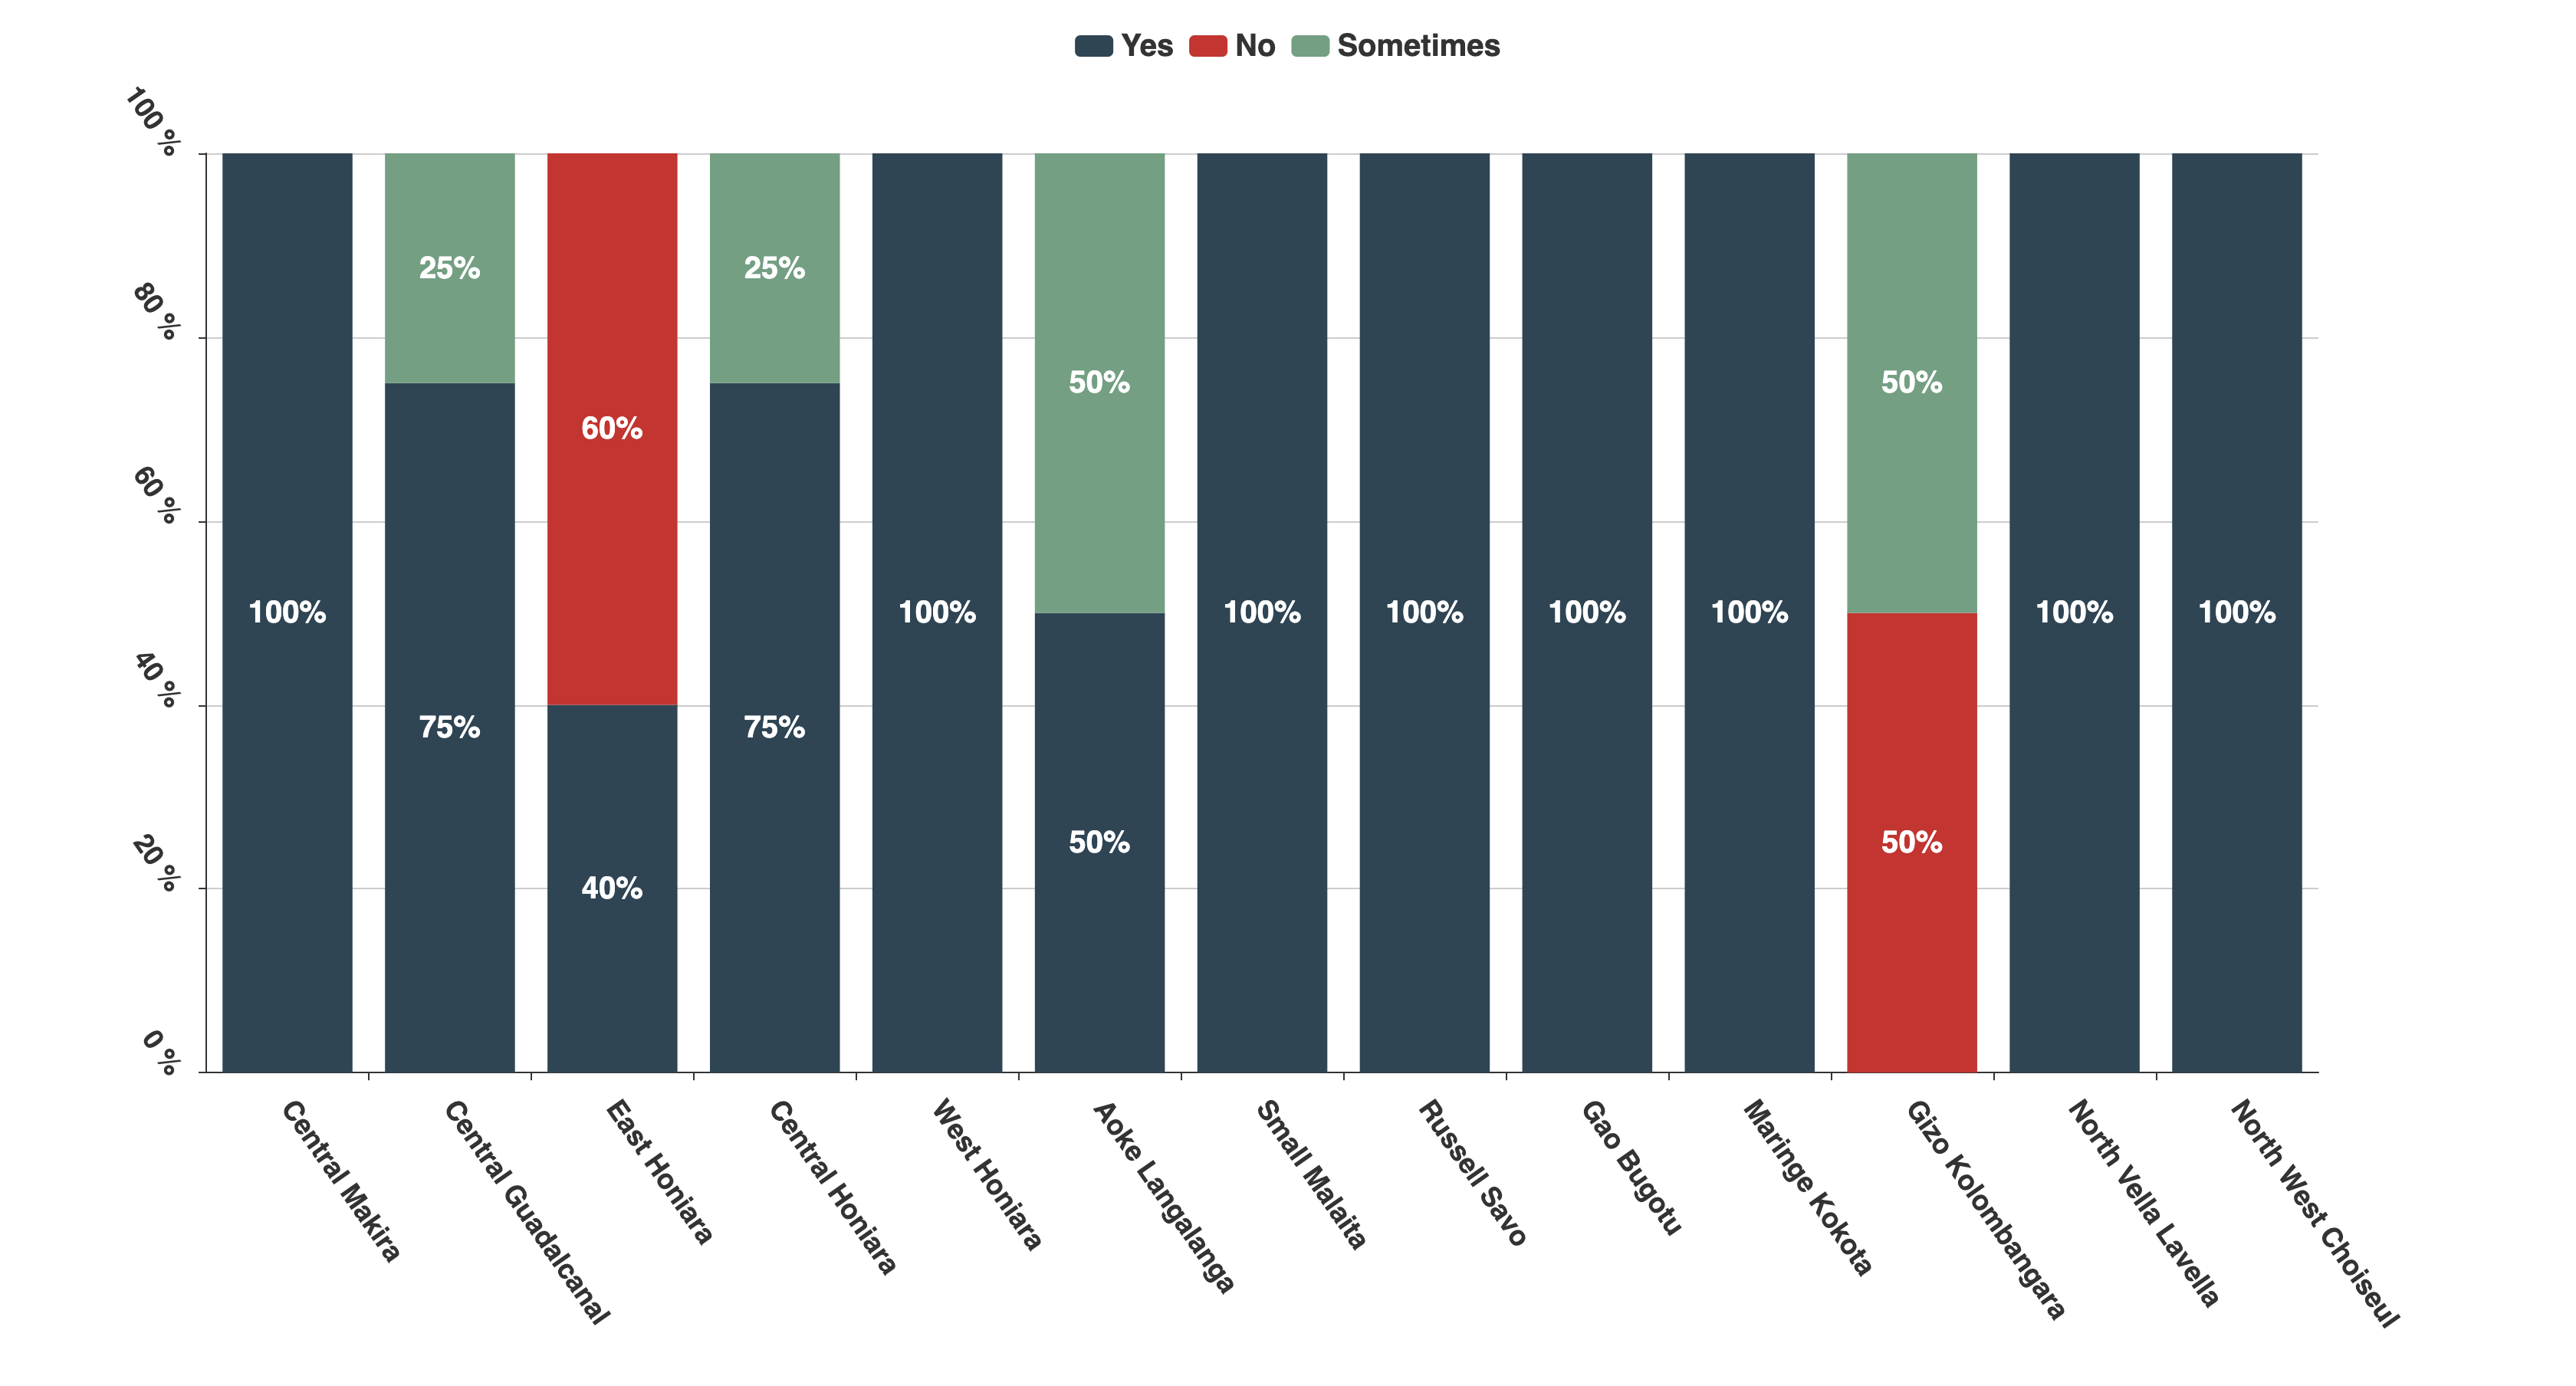 Yes No Sometimes
100 %
80 %
60 %
40 %
20 %
0 %
25% 25%
50% 50%
60%
100% 100% 100% 100% 100% 100% 100% 100%
75% 75%
50% 50%
40%
Central Makira
Central Guadalcanal
East Honiara
Central Honiara
West Honiara
Aoke Langalanga
Small Malaita
Russell Savo
Gao Bugotu
Maringe Kokota
Gizo Kolombangara
North Vella Lavella
North West Choiseul